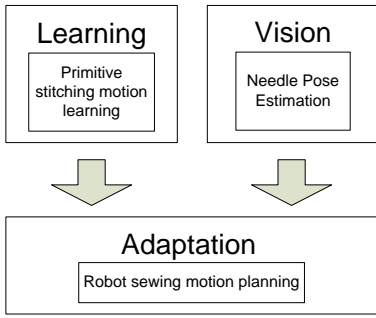 Learning
Primitive
stitching motion
learning
Vision
Needle Pose
Estimation
Adaptation
Robot sewing motion planning